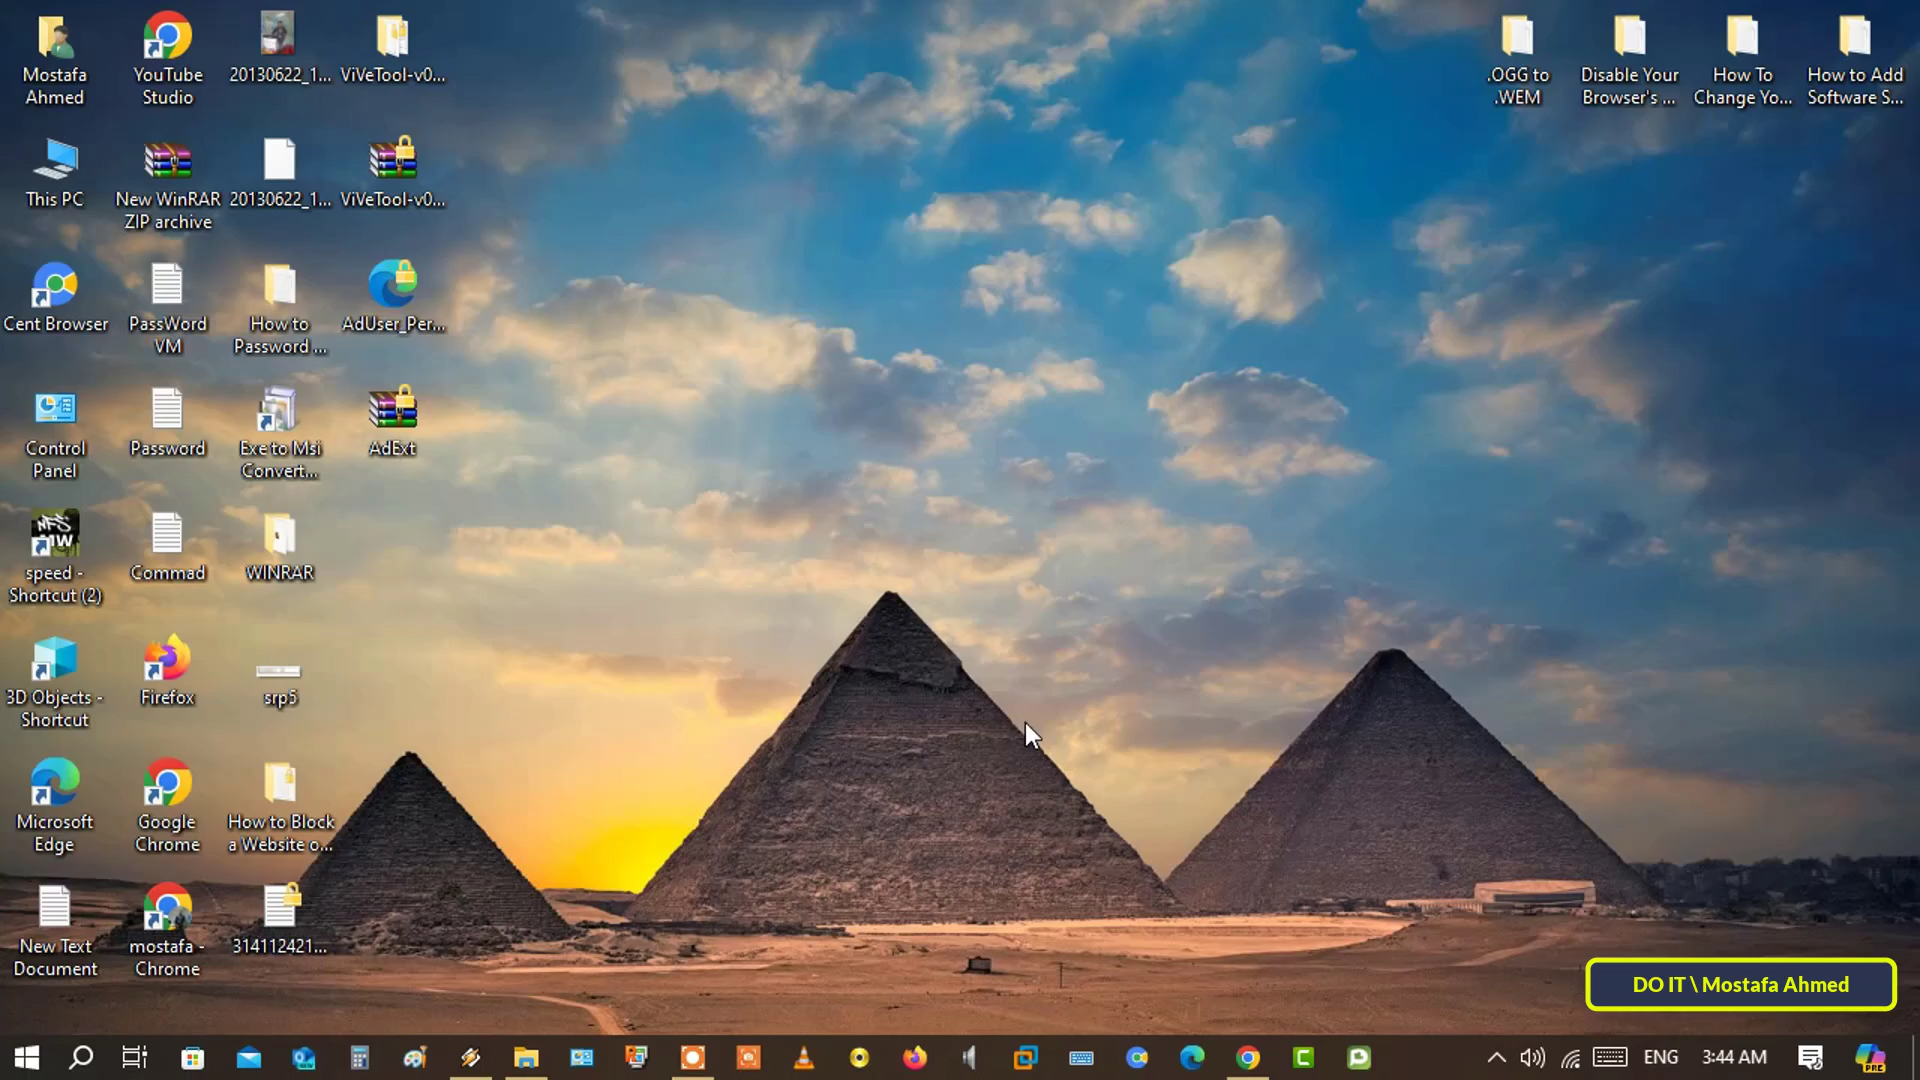 Mostafa
Ahmed
YouTube
Studio
20130622_1...
ViVeTool-v0...
.OGG to
.WEM
Disable Your
Browser's ...
How To
Change Yo...
How to Add
Software S...
This PC
New WinRAR
ZIP archive
20130622_1...
ViVeTool-v0...
Cent Browser
PassWord
VM
How to
Password ...
AdUser_Per...
Control
Panel
Password
Exe to Msi
Convert...
AdExt
NFS
MW
speed -
Shortcut (2)
Commad
WINRAR
3D Objects -
Shortcut
Firefox
srp5
Microsoft
Edge
Google
Chrome
How to Block
a Website o...
New Text
Document
mostafa -
Chrome
314112421...
DO IT \ Mostafa Ahmed
ENG
3:44 AM
PRE